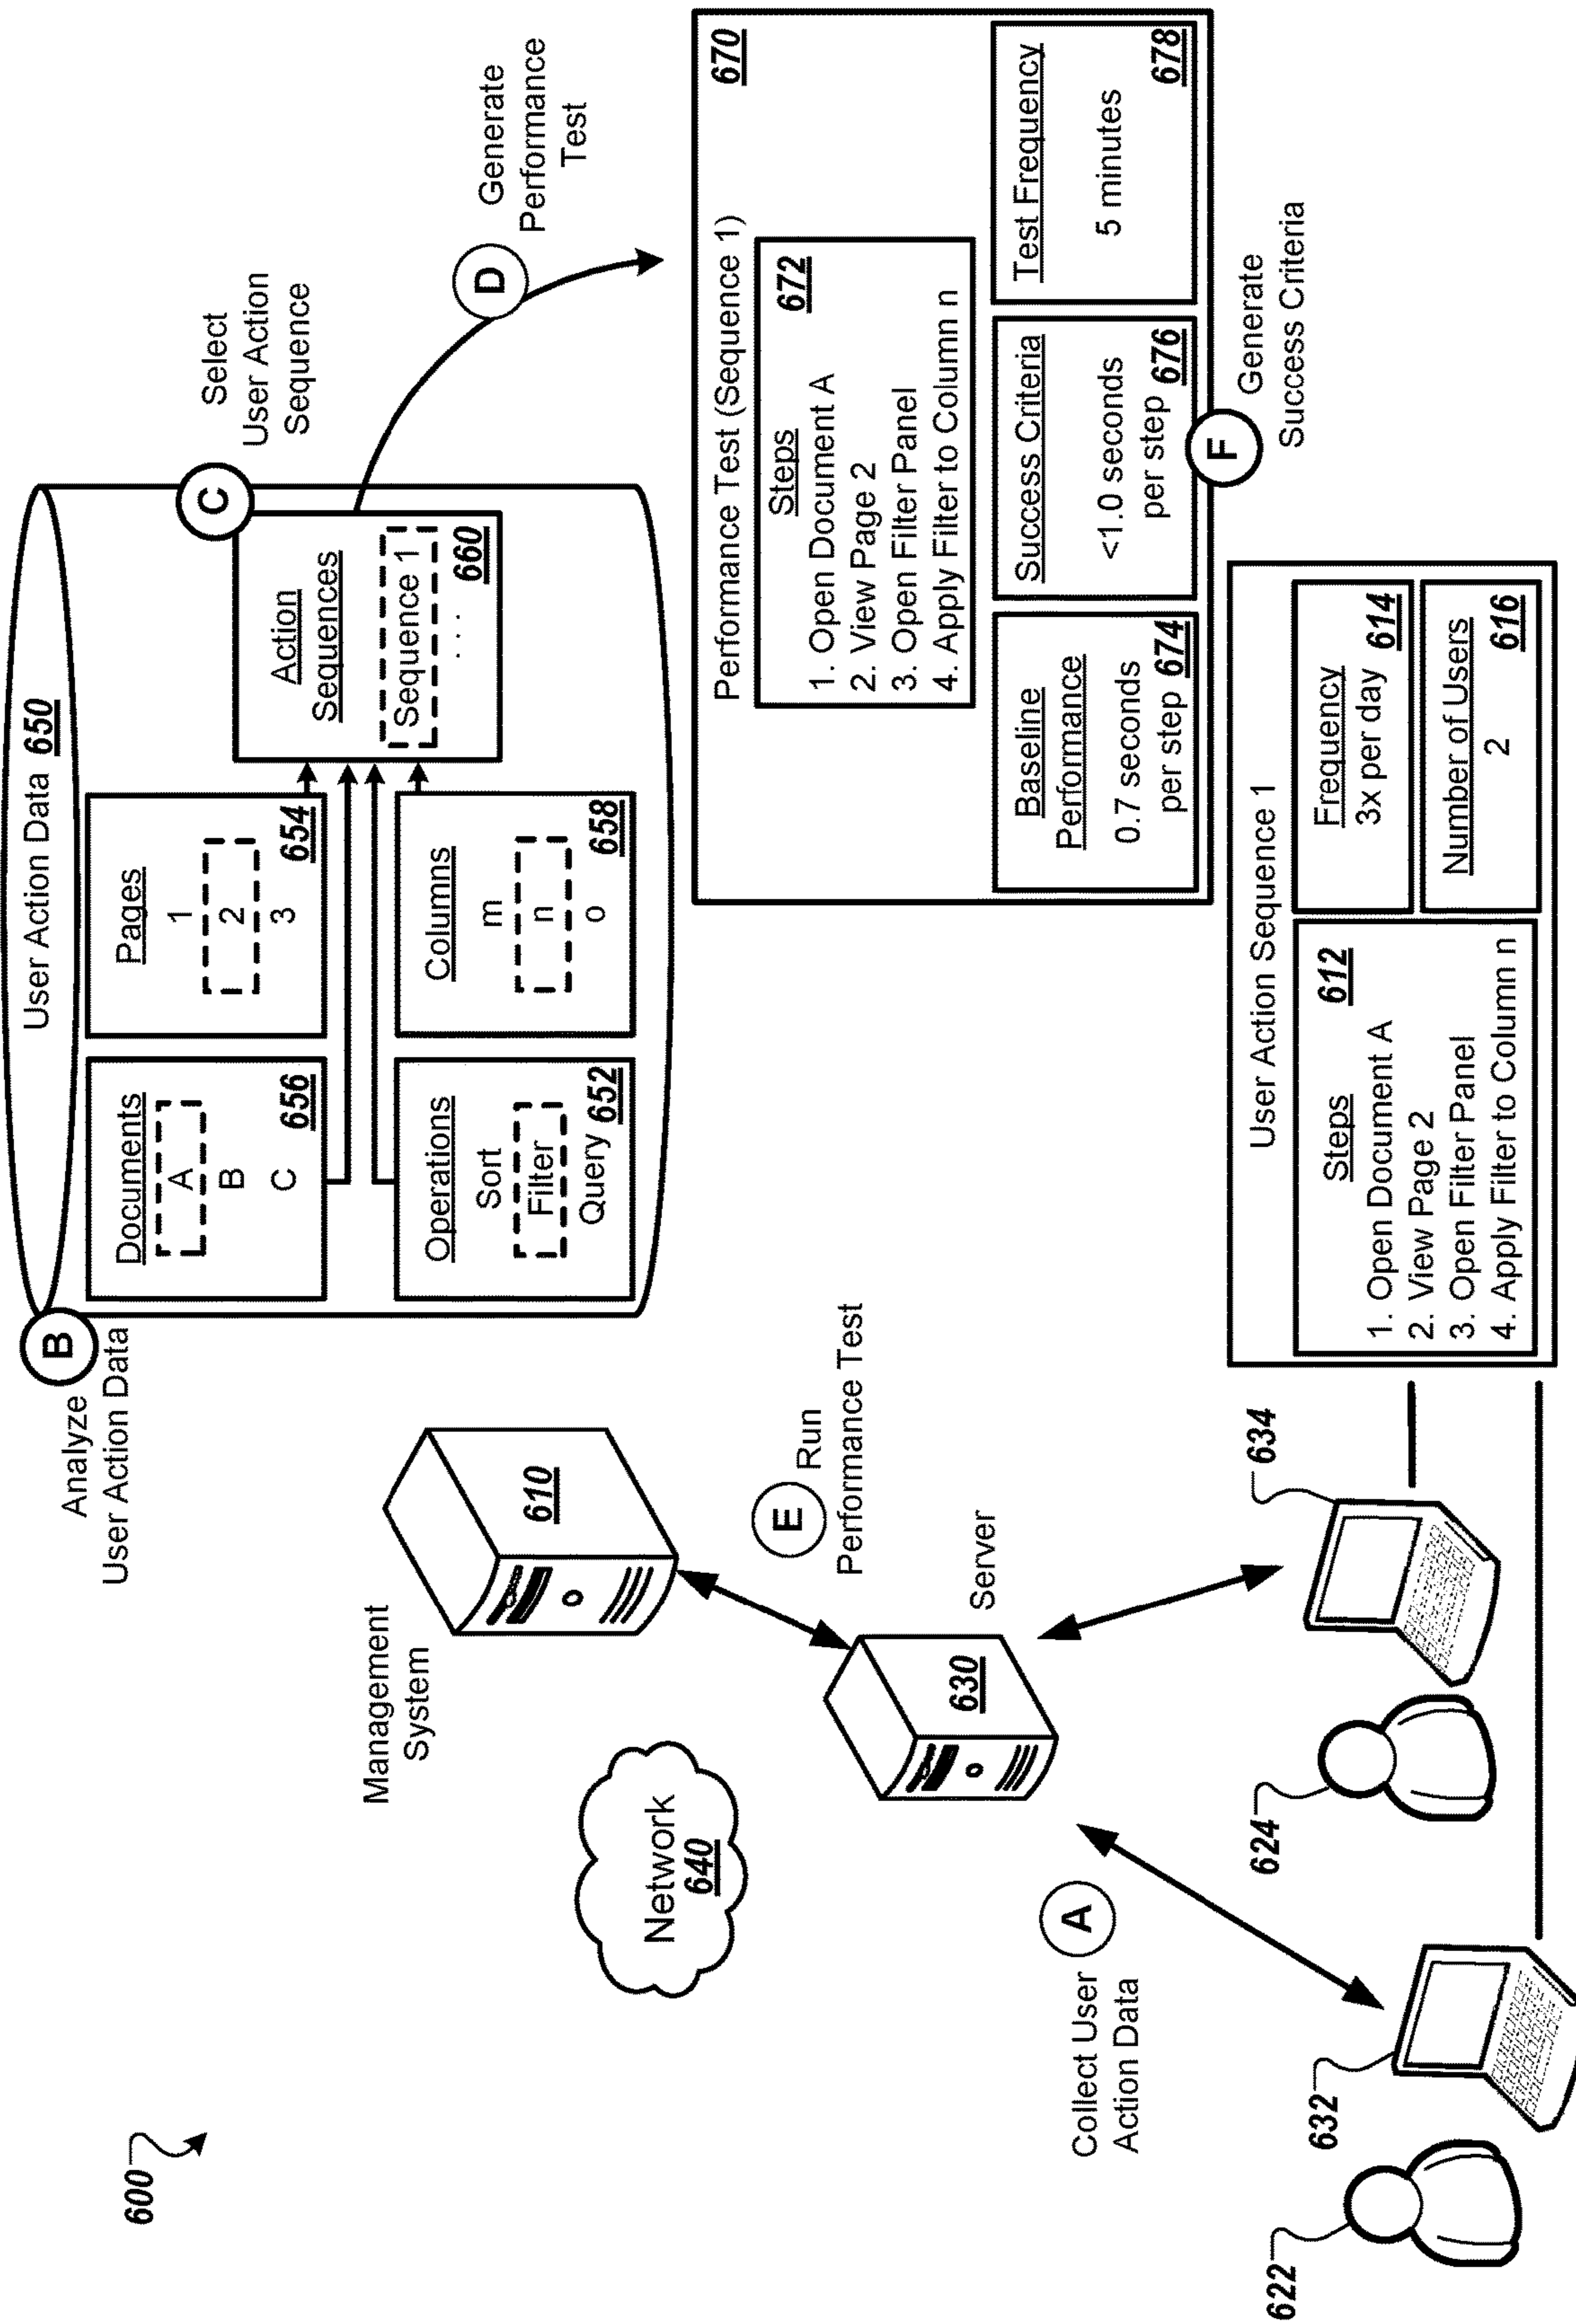 600
Analyze
User Action Data
B
User Action Data 650
Documents
A
B
C
656
Pages
1
2
3
654
Operations
Sort
Filter
Query 652
Columns
m
n
o
658
Action
Sequences
Sequence 1
. . .
660
C
Select
User Action
Sequence
D
Generate
Performance
Test
Management
System
610
Network
640
E
Run
Performance Test
Server
630
A
Collect User
Action Data
622
632
624
634
Performance Test (Sequence 1)
670
Steps
672
1. Open Document A
2. View Page 2
3. Open Filter Panel
4. Apply Filter to Column n
Baseline
Performance
0.7 seconds
per step 674
Success Criteria
<1.0 seconds
per step 676
Test Frequency
5 minutes
678
F
Generate
Success Criteria
User Action Sequence 1
Steps
612
1. Open Document A
2. View Page 2
3. Open Filter Panel
4. Apply Filter to Column n
Frequency
3x per day 614
Number of Users
2
616